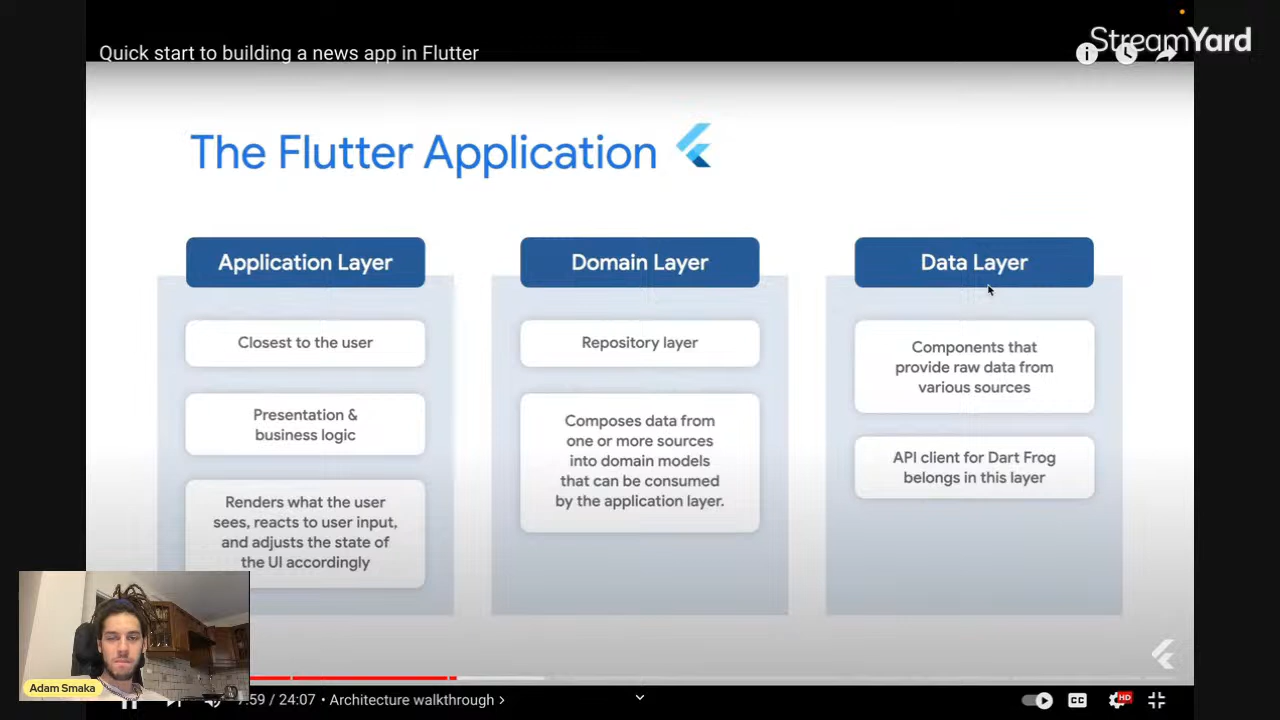 StreamYard
Quick start to building a news app in Flutter
The Flutter Application
Application Layer
Closest to the user
Presentation &
business logic
Renders what the user
sees, reacts to user input,
and adjusts the state of
the UI accordingly
Domain Layer
Repository layer
Composes data from
one or more sources
into domain models
that can be consumed
by the application layer.
Data Layer
Components that
provide raw data from
various sources
API client for Dart Frog
belongs in this layer
Adam Smaka
:59 / 24:07 • Architecture walkthrough
CC
HD